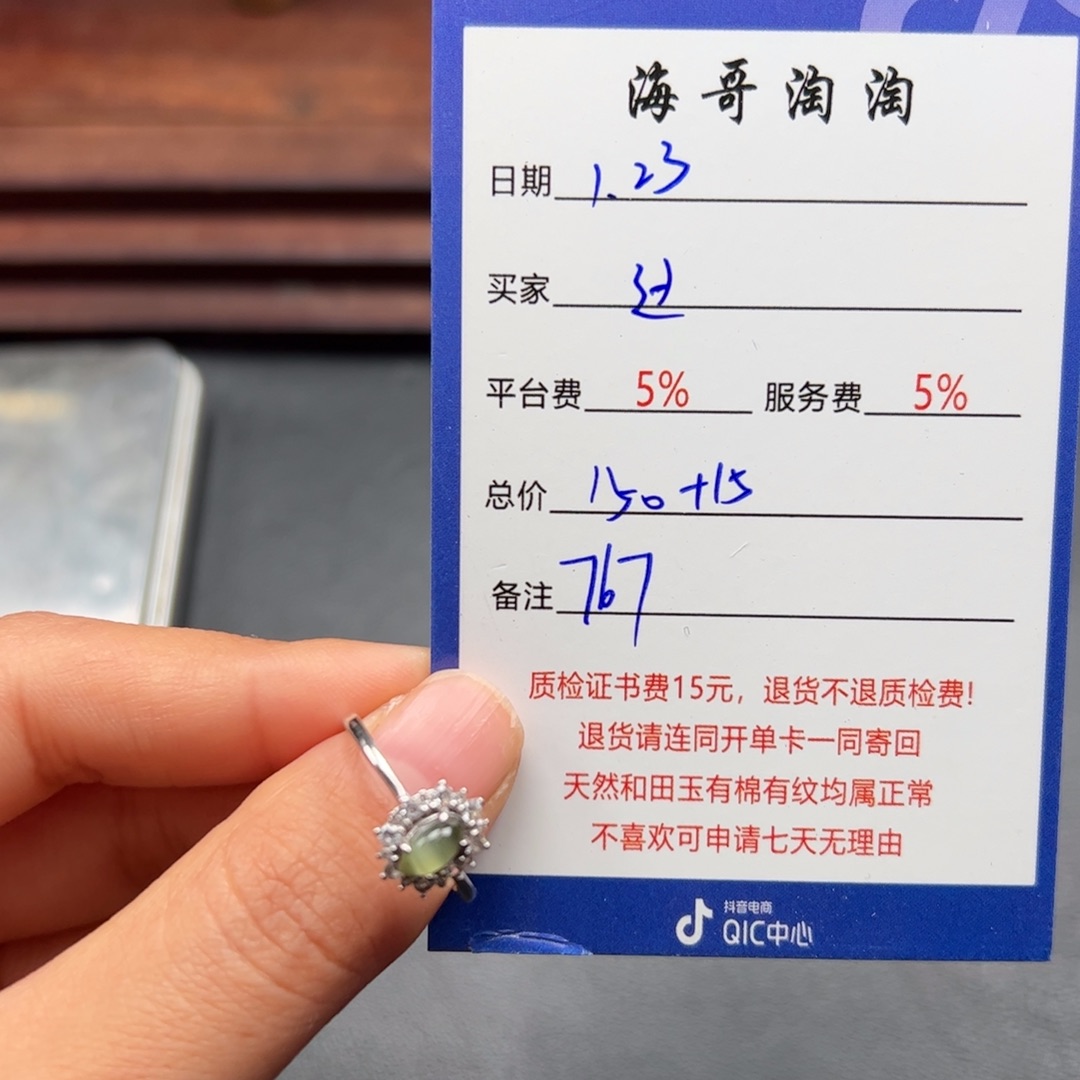 海哥淘淘
日期 1.23
买家
平台费 5% 服务费 5%
总价 150+15
备注 767
质检证书费15元，退货不退质检费!
退货请连同开单卡一同寄回
天然和田玉有棉有纹均属正常
不喜欢可申请七天无理由
抖音电商
QIC中心